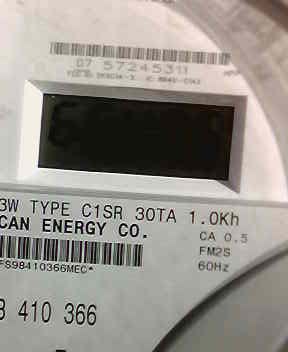 07 57245311
3W TYPE C1SR 30TA 1.0Kh
CAN ENERGY CO.
CA 0.5
FM2S
60Hz
FS98410366MEC*
410 366